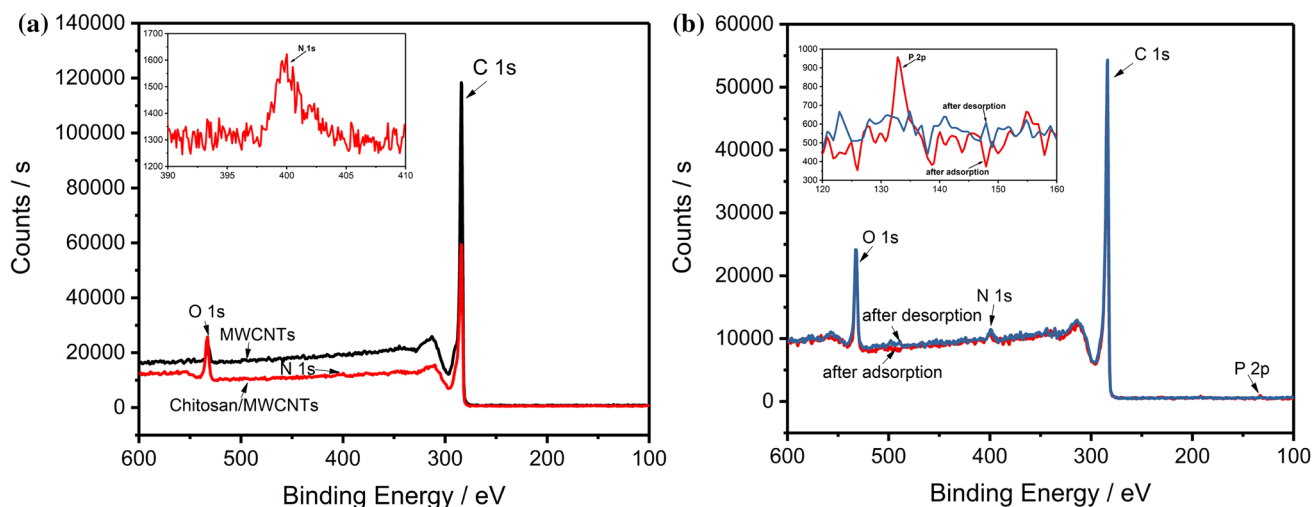 (a)
140000
120000
100000
80000
60000
40000
20000
0
Counts / s
600
500
400
300
200
100
Binding Energy / eV
1700
1600
1500
1400
1300
1200
390
395
400
405
410
N 1s
C 1s
O 1s
MWCNTs
N 1s
Chitosan/MWCNTs
(b)
60000
50000
40000
30000
20000
10000
0
Counts / s
600
500
400
300
200
100
Binding Energy / eV
1000
900
800
700
600
500
400
300
120
130
140
150
160
P 2p
after desorption
after adsorption
C 1s
O 1s
N 1s
after desorption
after adsorption
P 2p